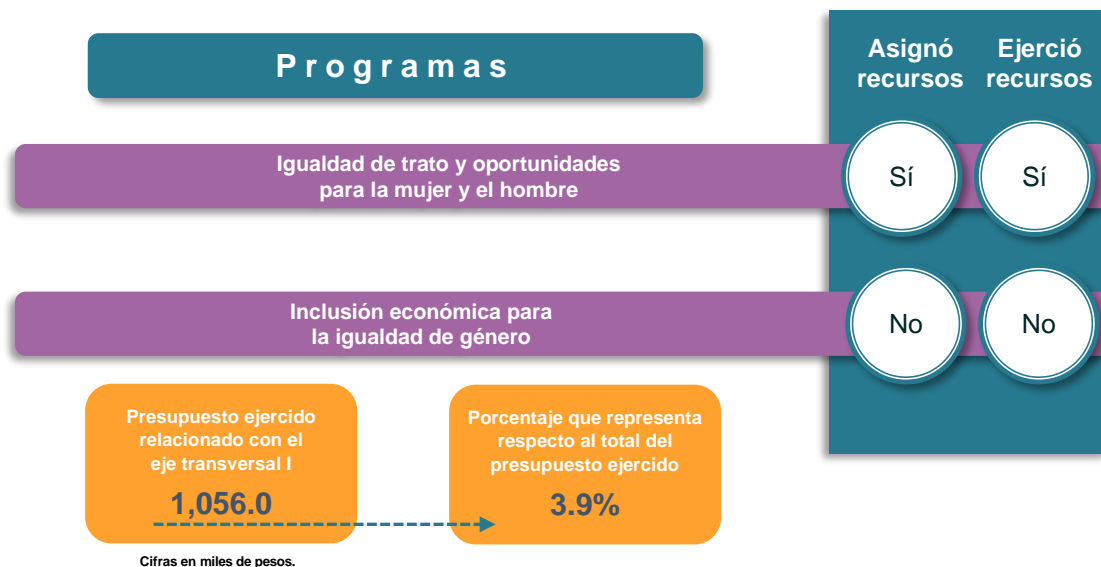 Programas
Asignó
recursos
Ejerció
recursos
Igualdad de trato y oportunidades
para la mujer y el hombre
Sí
Sí
Inclusión económica para
la igualdad de género
No
No
Presupuesto ejercido
relacionado con el
eje transversal I
1,056.0
Porcentaje que representa
respecto al total del
presupuesto ejercido
3.9%
Cifras en miles de pesos.